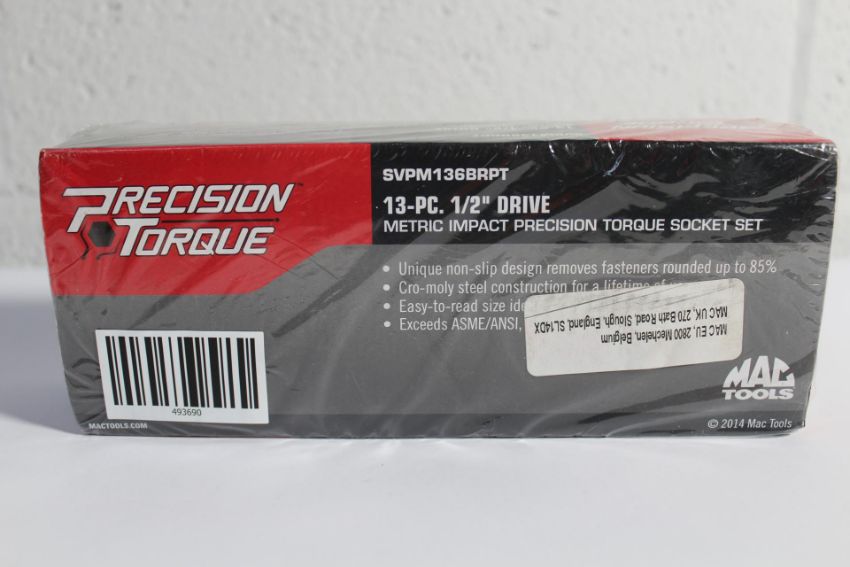 PRECISION
TORQUE™
SVPM136BRPT
13-PC. 1/2" DRIVE
METRIC IMPACT PRECISION TORQUE SOCKET SET
• Unique non-slip design removes fasteners rounded up to 85%
• Cro-moly steel construction for a lifetime of
• Easy-to-read size
• Exceeds ASME/ANSI,
MAC EU, 2800 Mechelen, Belgium
MAC UK, 270 Bath Road, Slough, England, SL14DX
MAC
TOOLS
493690
MACTOOLS.COM
© 2014 Mac Tools